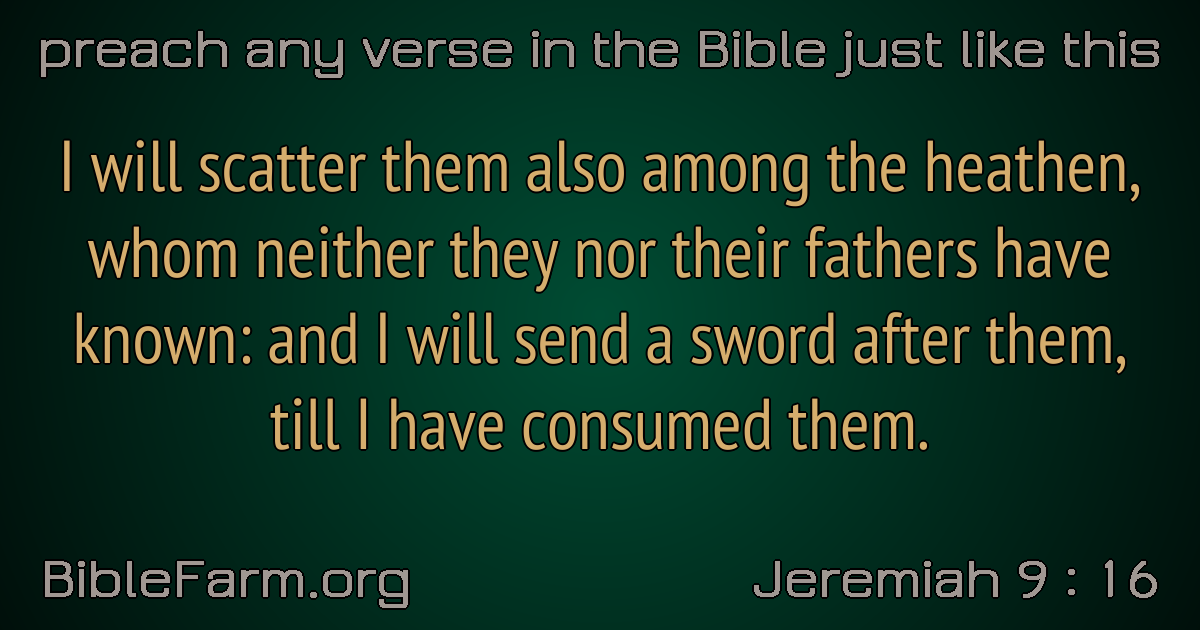 preach any verse in the Bible just like this
I will scatter them also among the heathen,
whom neither they nor their fathers have
known: and I will send a sword after them,
till I have consumed them.
BibleFarm.org
Jeremiah 9 : 16